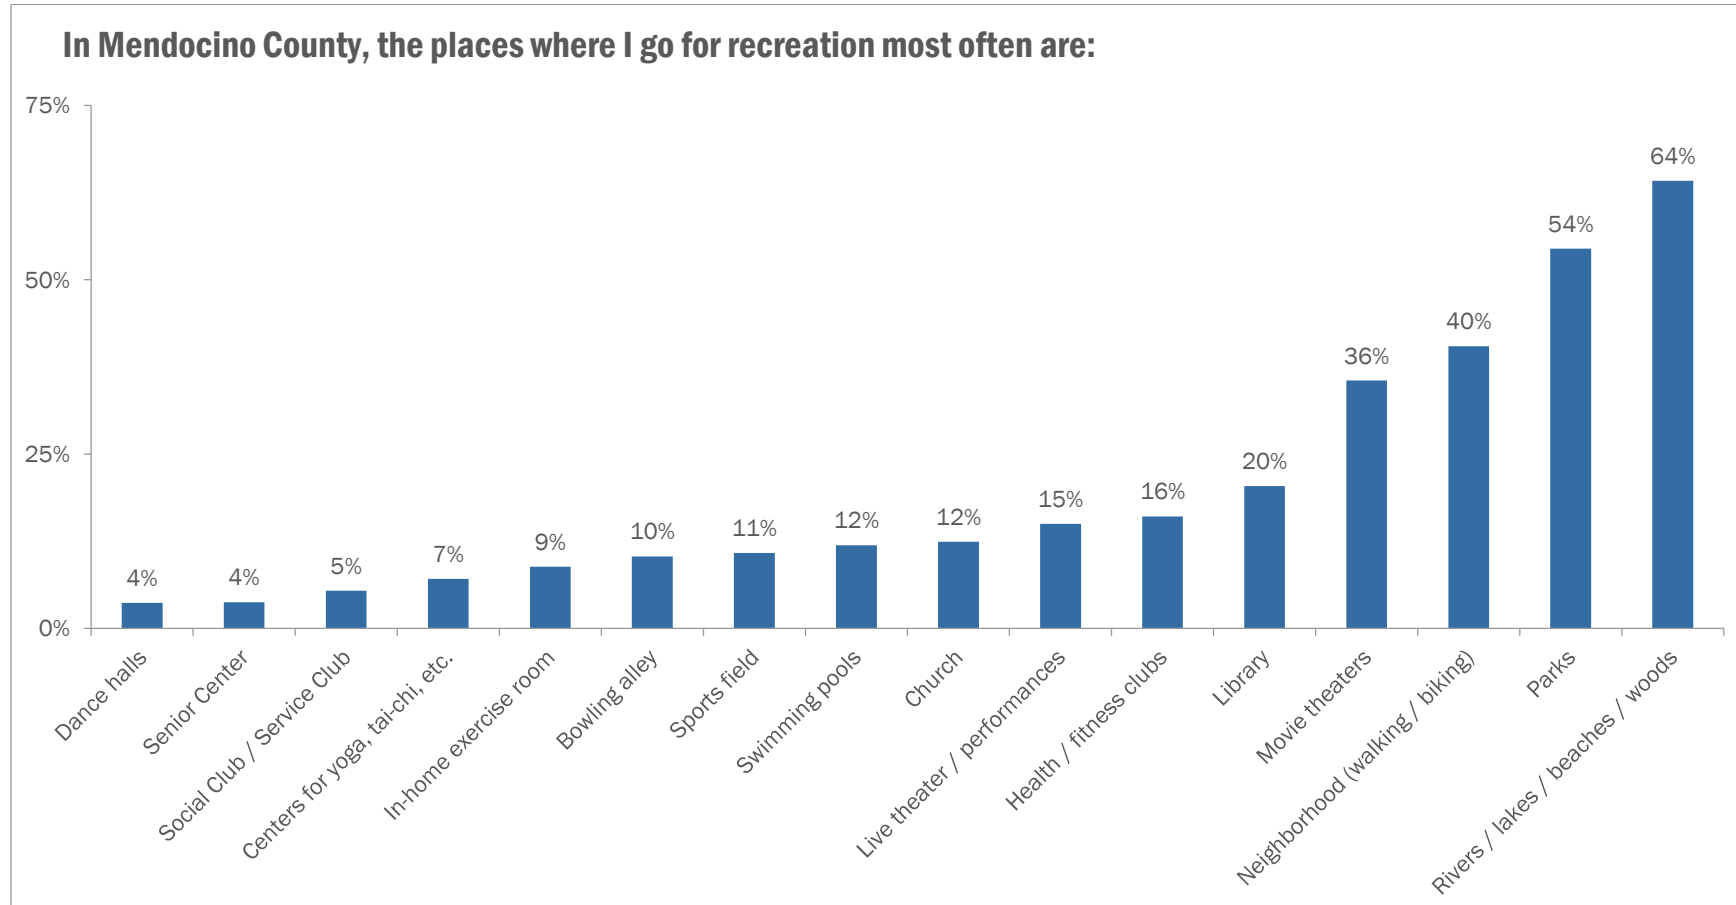 In Mendocino County, the places where I go for recreation most often are:
75%
50%
25%
0%
4%
4%
5%
7%
9%
10%
11%
12%
12%
15%
16%
20%
36%
40%
54%
64%
Dance halls
Senior Center
Social Club / Service Club
Centers for yoga, tai-chi, etc.
In-home exercise room
Bowling alley
Sports field
Swimming pools
Church
Live theater / performances
Health / fitness clubs
Library
Movie theaters
Neighborhood (walking / biking)
Parks
Rivers / lakes / beaches / woods